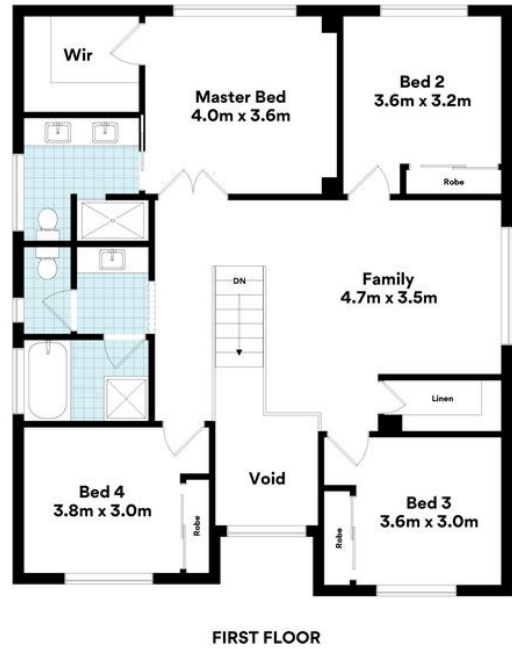 Wir
Master Bed
4.0m x 3.6m
Bed 2
3.6m x 3.2m
Robe
DN
Family
4.7m x 3.5m
Linen
Void
Bed 4
3.8m x 3.0m
Robe
Robe
Bed 3
3.6m x 3.0m
FIRST FLOOR